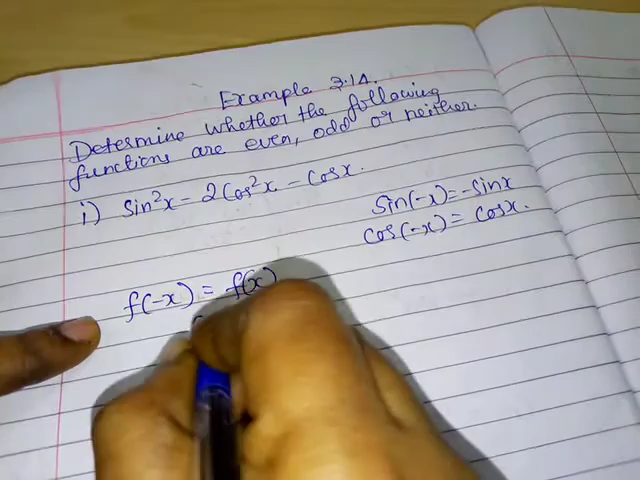 Example 3.14.
Determine whether the following
functions are even, odd or neither.
i) sin²x - 2cos²x - cosx.
sin(-x) = -sinx
cos(-x) = cosx.
f(-x) = f(x)